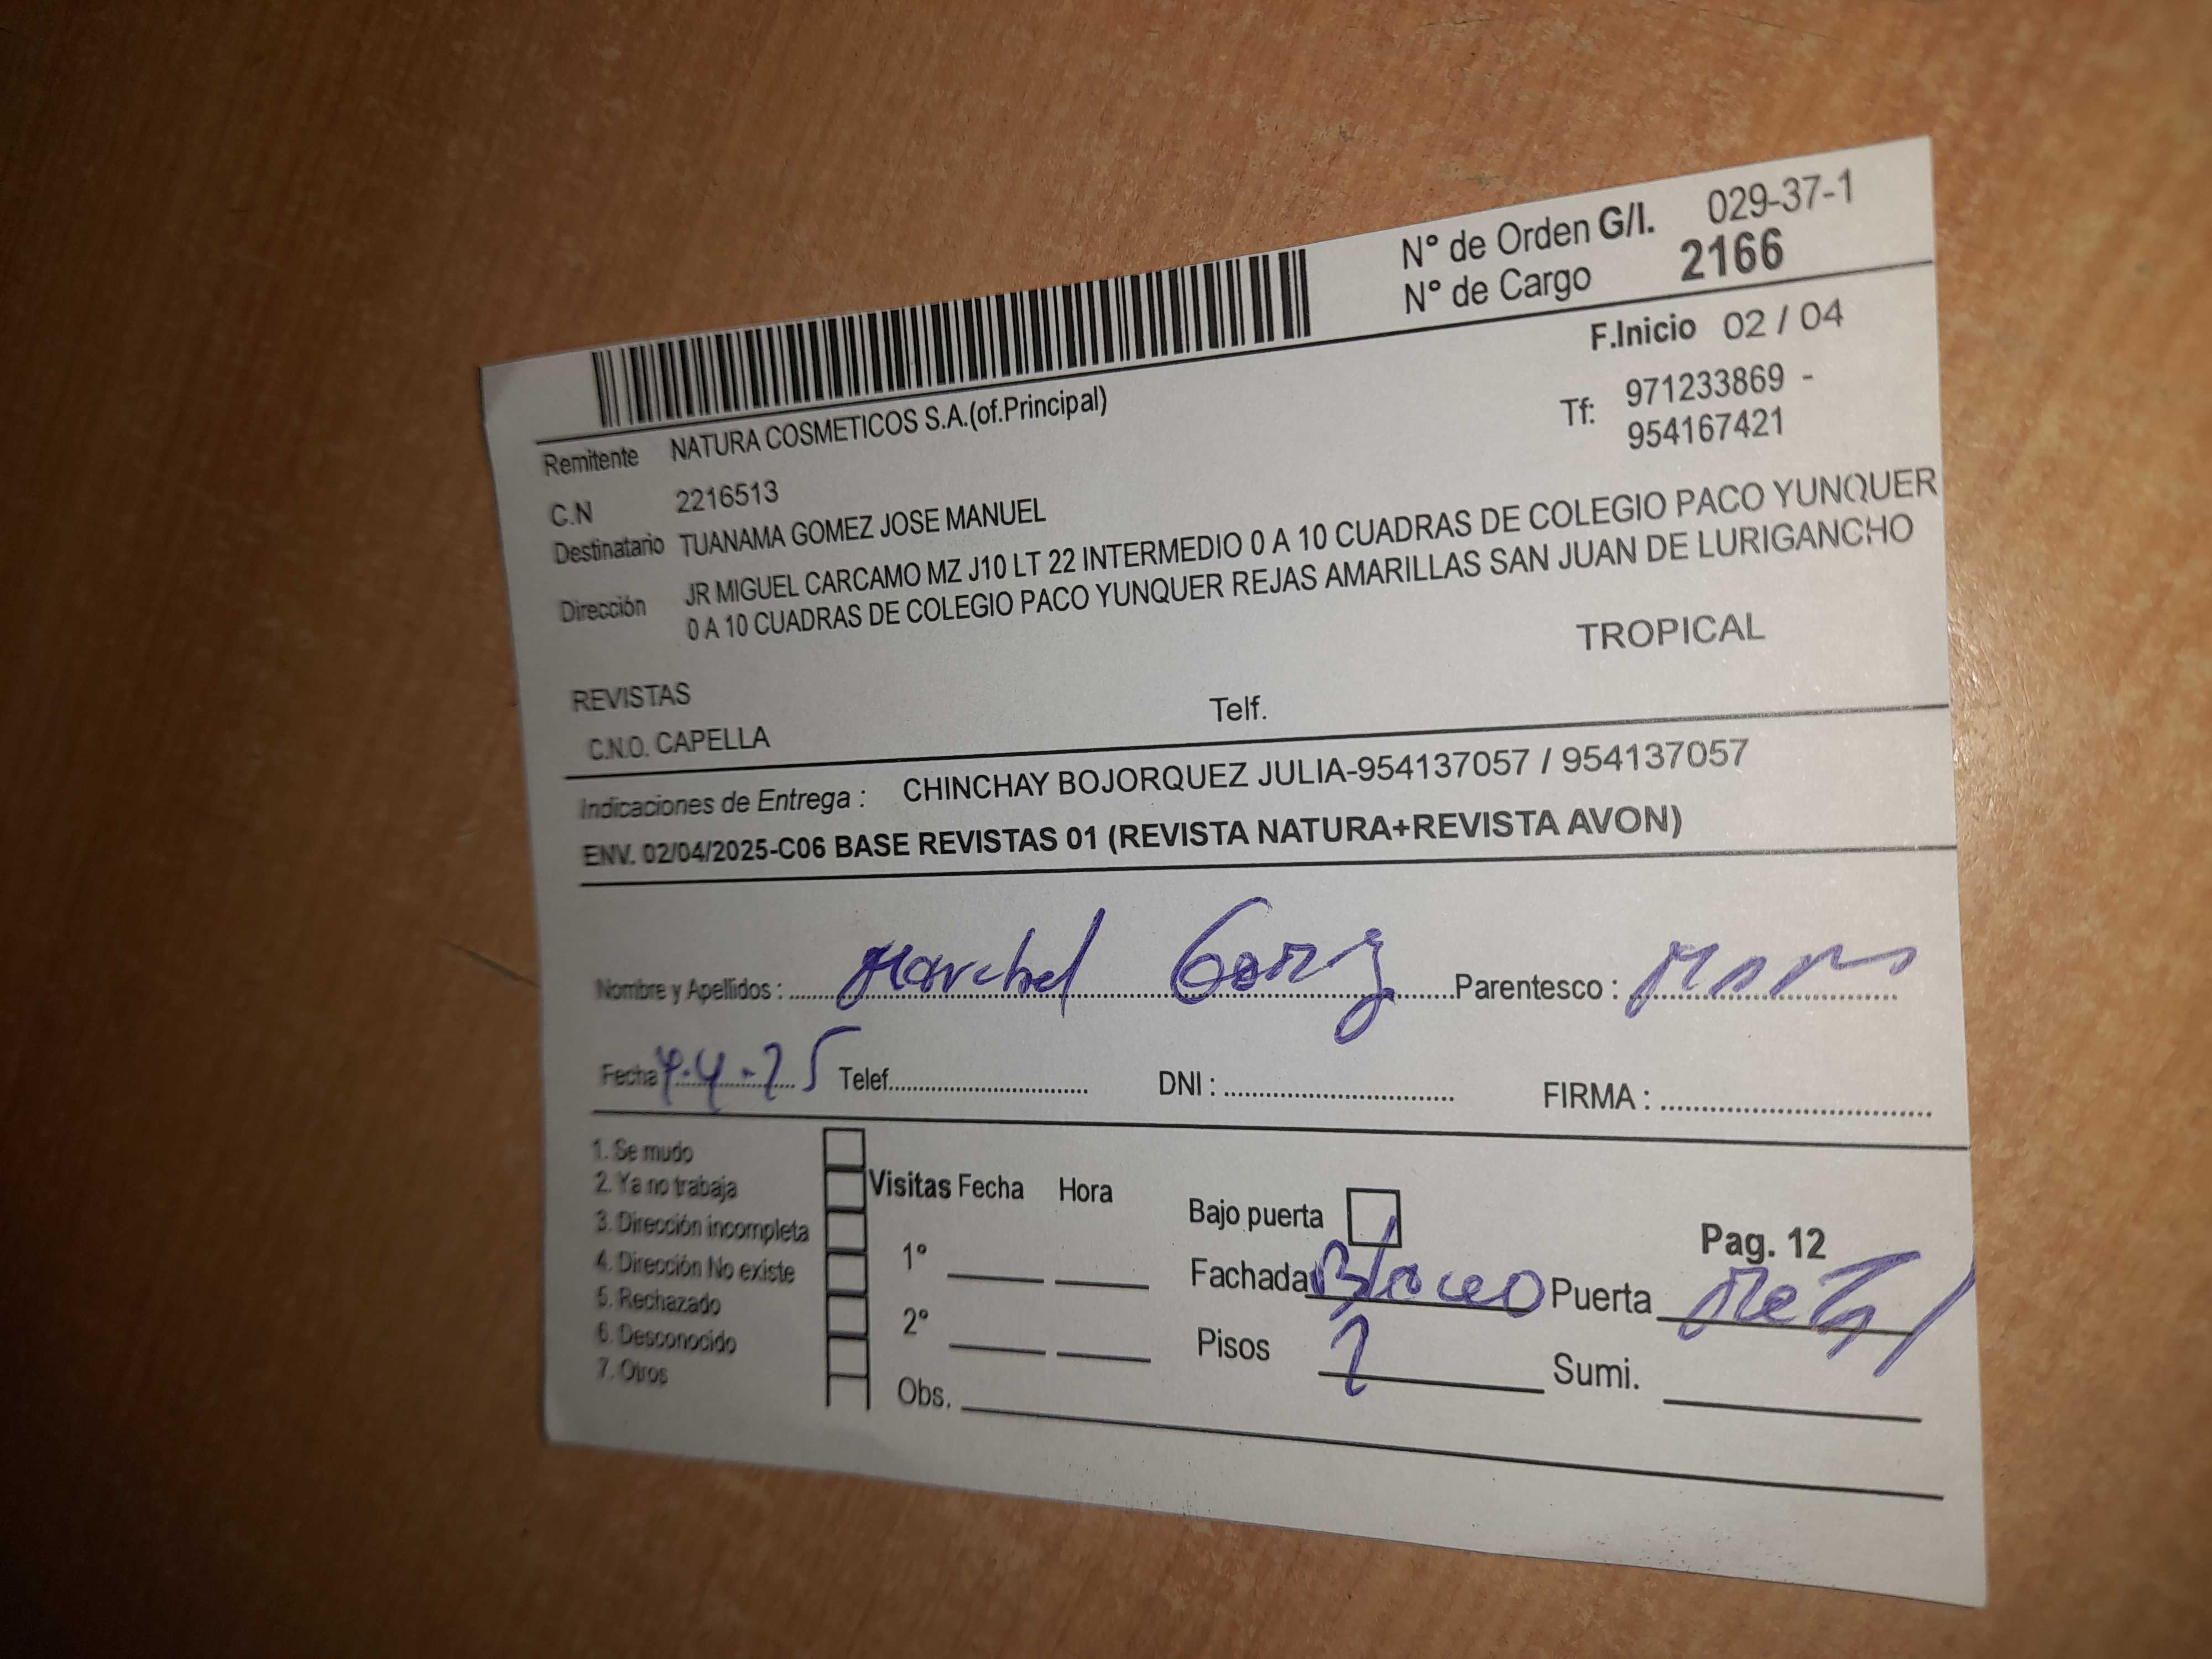 N° de Orden G/I. 029-37-1
N° de Cargo 2166
F.Inicio 02 / 04
Remitente NATURA COSMETICOS S.A.(of.Principal)
Tf: 971233869 -
954167421
C.N 2216513
Destinatario TUANAMA GOMEZ JOSE MANUEL
Dirección JR MIGUEL CARCAMO MZ J10 LT 22 INTERMEDIO 0 A 10 CUADRAS DE COLEGIO PACO YUNQUER
0 A 10 CUADRAS DE COLEGIO PACO YUNQUER REJAS AMARILLAS SAN JUAN DE LURIGANCHO
TROPICAL
REVISTAS
C.N.O. CAPELLA Telf.
Indicaciones de Entrega : CHINCHAY BOJORQUEZ JULIA-954137057 / 954137057
ENV. 02/04/2025-C06 BASE REVISTAS 01 (REVISTA NATURA+REVISTA AVON)
Nombre y Apellidos : Parentesco :
Fecha 4.4.25 Telef. DNI : FIRMA :
1. Se mudo
2. Ya no trabaja
3. Dirección incompleta
4. Dirección No existe
5. Rechazado
6. Desconocido
7. Otros
Visitas Fecha Hora
1°
2°
Obs.
Bajo puerta
Pag. 12
Fachada Blanco Puerta Metal
Pisos 2 Sumi.